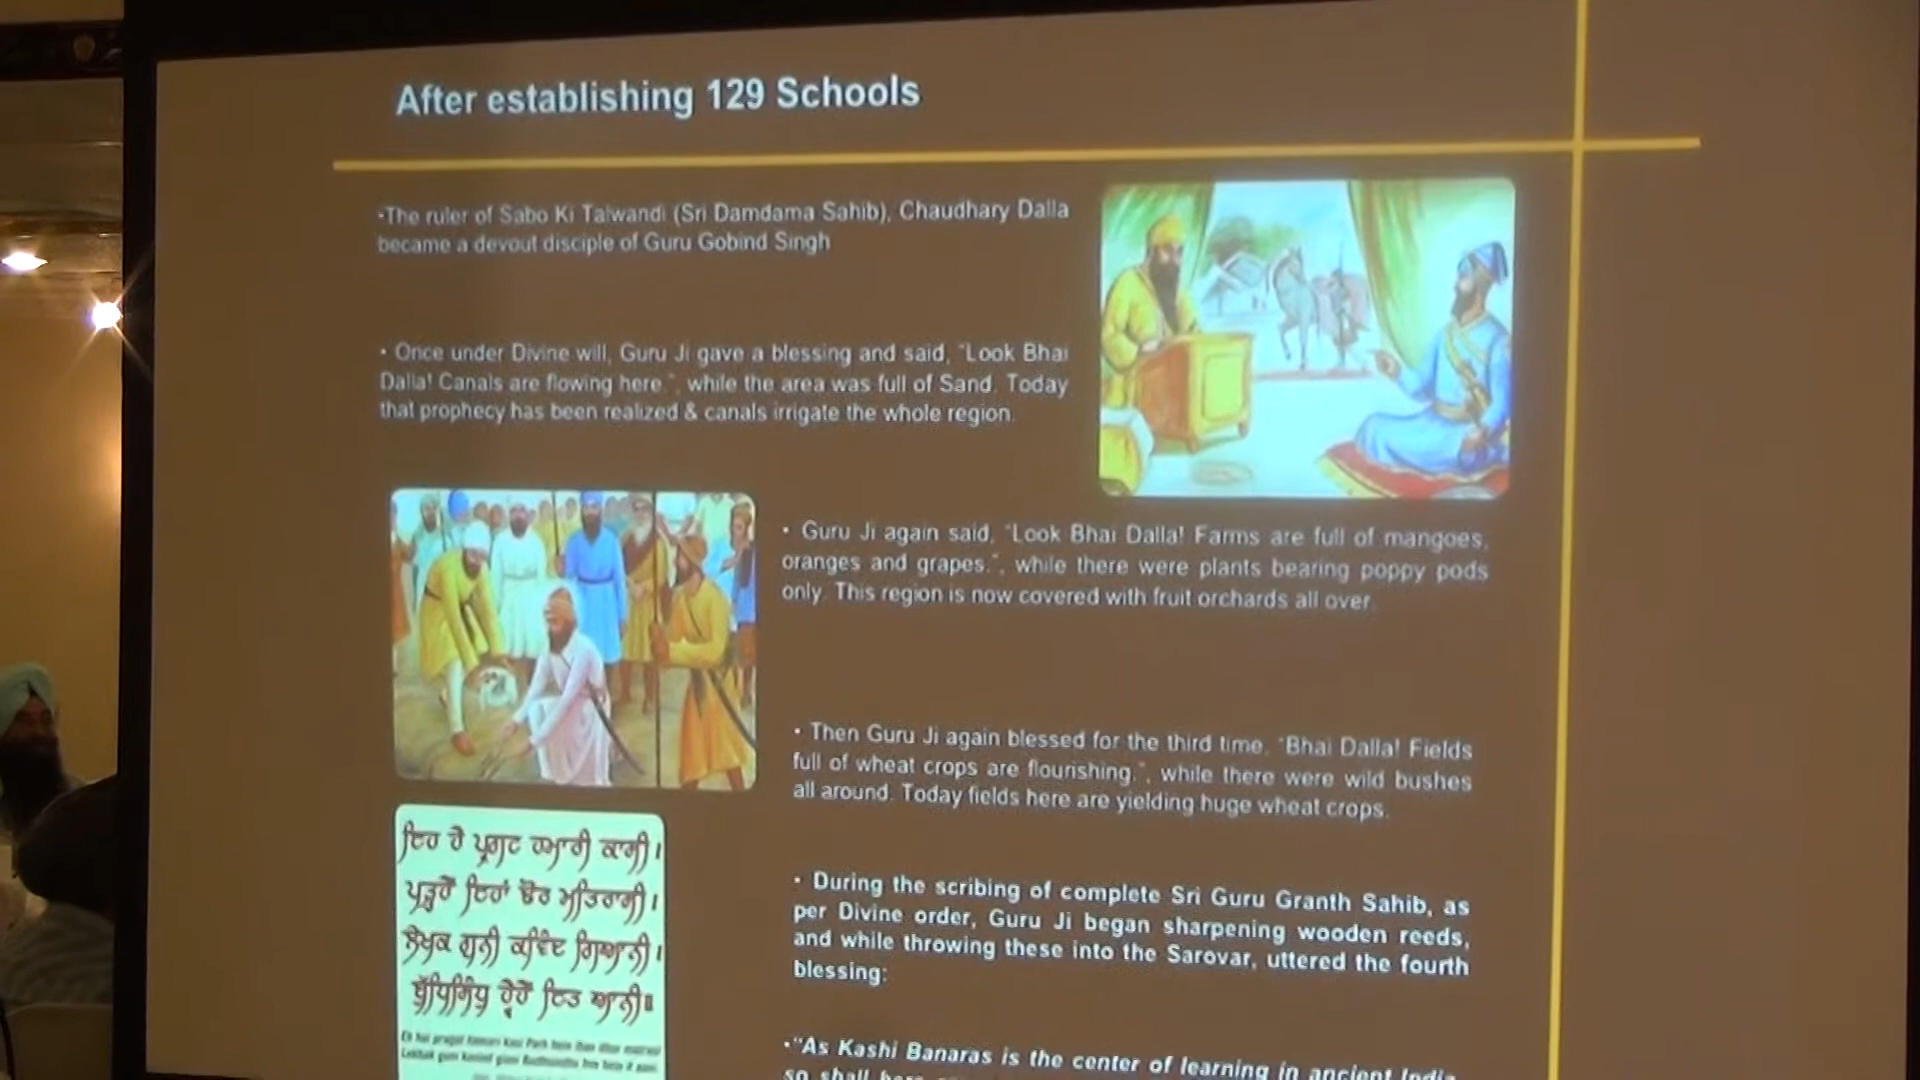 After establishing 129 Schools
•The ruler of Sabo Ki Talwandi (Sri Damdama Sahib), Chaudhary Dalla
became a devout disciple of Guru Gobind Singh
• Once under Divine will, Guru Ji gave a blessing and said, "Look Bhai
Dalla! Canals are flowing here.", while the area was full of Sand. Today
that prophecy has been realized & canals irrigate the whole region.
• Guru Ji again said, "Look Bhai Dalla! Farms are full of mangoes,
oranges and grapes.", while there were plants bearing poppy pods
only. This region is now covered with fruit orchards all over.
• Then Guru Ji again blessed for the third time, "Bhai Dalla! Fields
full of wheat crops are flourishing.", while there were wild bushes
all around. Today fields here are yielding huge wheat crops.
ਇਹ ਹੈ ਪ੍ਰਗਟ ਹਮਾਰੀ ਕਾਸੀ।
ਪੜ੍ਹਹੈਂ ਇਹਾਂ ਢੋਰ ਮਤਿਰਾਸੀ।
ਲੇਖਕ ਗੁਨੀ ਕਵਿੰਦ ਗਿਆਨੀ।
ਬੁੱਧਿਸਿੰਧੁ ਹ੍ਵੈਹੈਂ ਇਤ ਆਨੀ॥
• During the scribing of complete Sri Guru Granth Sahib, as
per Divine order, Guru Ji began sharpening wooden reeds,
and while throwing these into the Sarovar, uttered the fourth
blessing:
•"As Kashi Banaras is the center of learning in ancient India,
so shall here